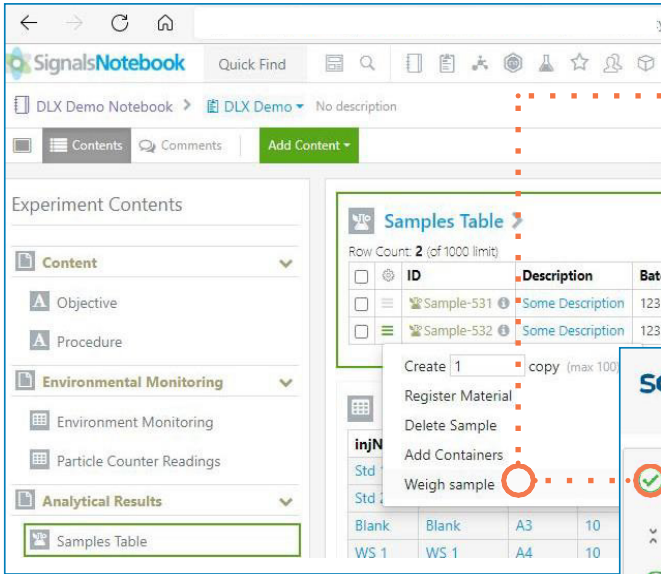 SignalsNotebook Quick Find
DLX Demo Notebook > DLX Demo No description
Contents Comments Add Content
Experiment Contents
Content
A Objective
A Procedure
Environmental Monitoring
Environment Monitoring
Particle Counter Readings
Analytical Results
Samples Table
Samples Table
Row Count: 2 (of 1000 limit)
ID Description Bat
Sample-531 Some Description 123
Sample-532 Some Description 123
Create 1 copy (max 100)
Register Material
Delete Sample
Add Containers
Weigh sample
injN
Std
Std
Blank Blank A3 10
WS 1 WS 1 A4 10